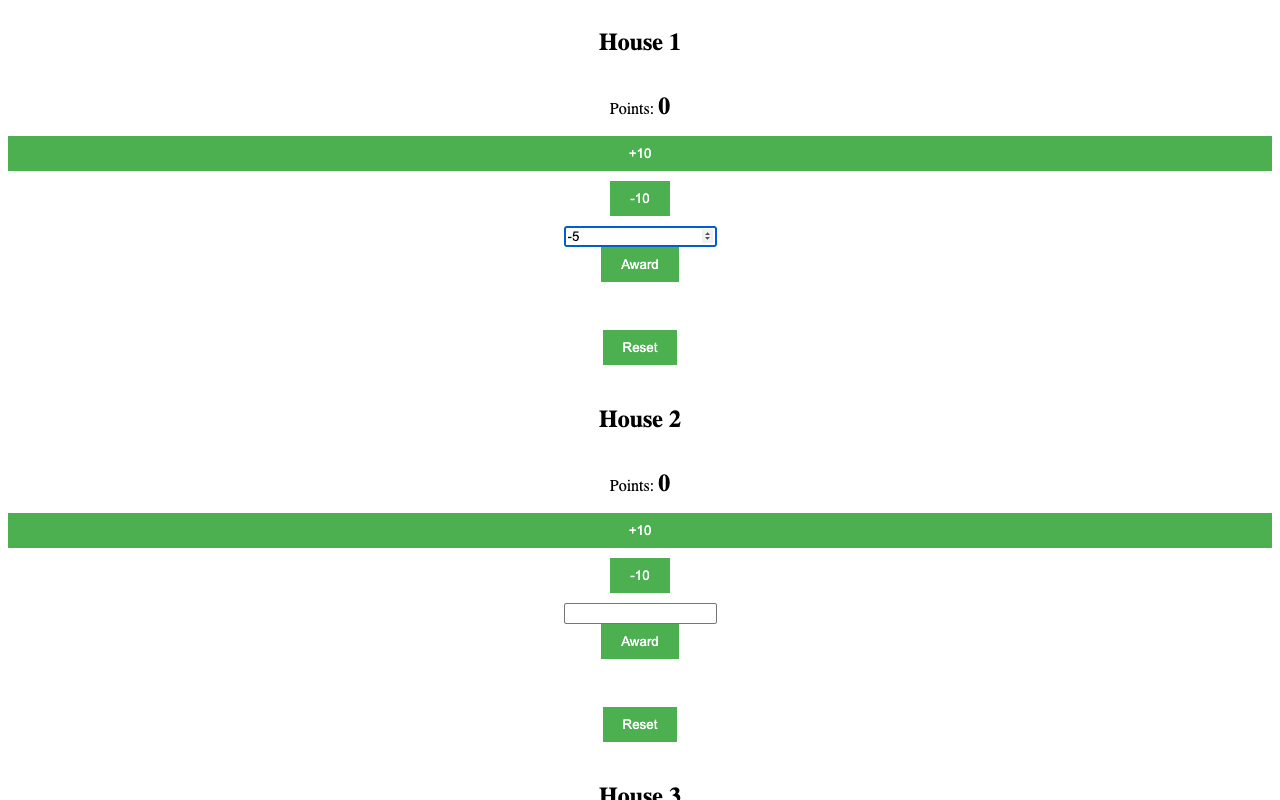 House 1
Points: 0
+10
-10
-5
Award
Reset
House 2
Points: 0
+10
-10
Award
Reset
House 3